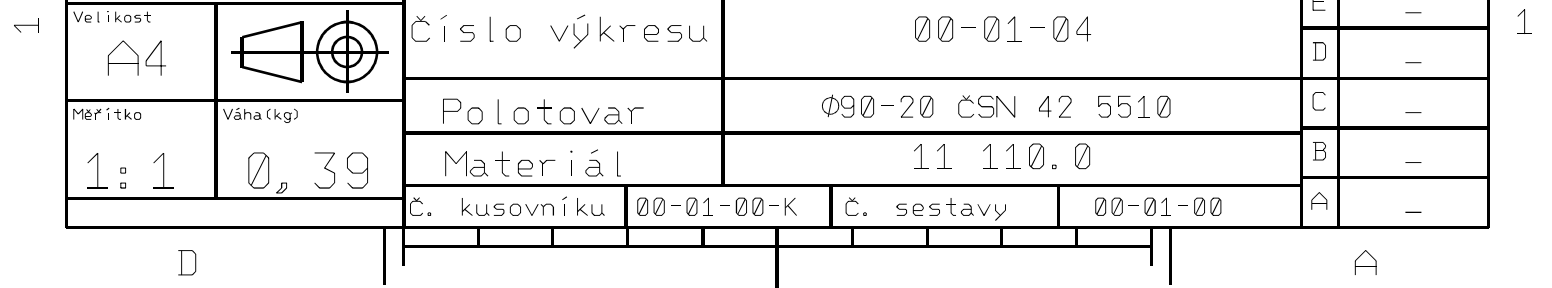 1 Velikost Číslo výkresu 00-01-04 E – 1
A4 D –
Měřítko Váha(kg) Polotovar Ø90-20 ČSN 42 5510 C –
1:1 0,39 Materiál 11 110.0 B –
Č. kusovníku 00-01-00-K Č. sestavy 00-01-00 A –
D A